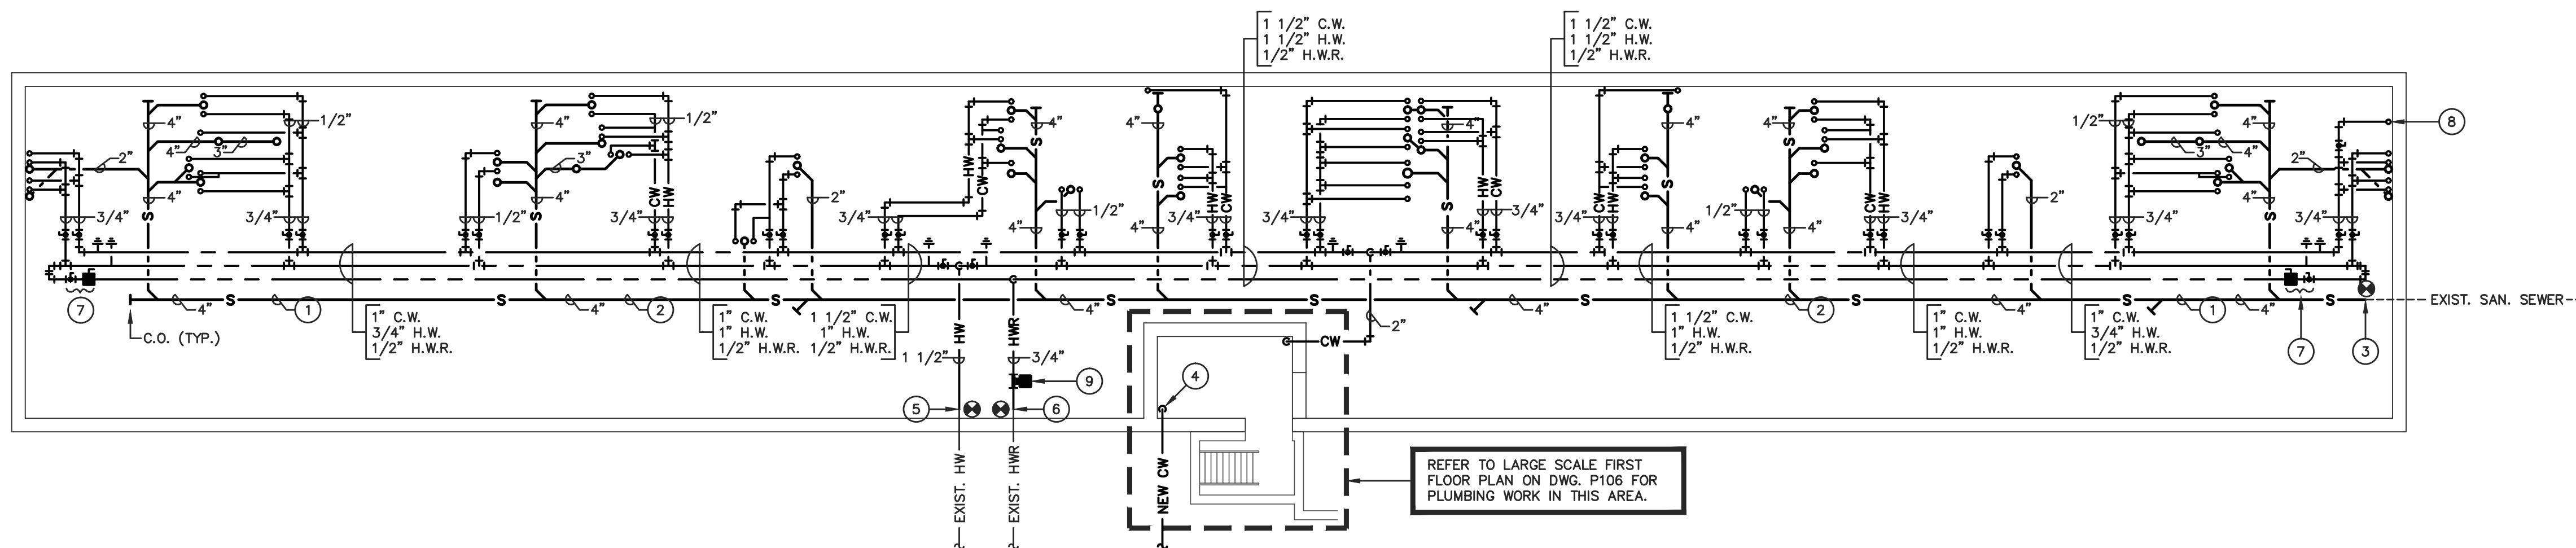 1 1/2” C.W.
1 1/2” H.W.
1/2” H.W.R.
1 1/2” C.W.
1 1/2” H.W.
1/2” H.W.R.
4”
1/2”
4”
1/2”
4”
4”
4”
4”
4”
1/2”
4”
8
2”
4”
3”
3”
HW
CW
S
S
S
S
3”
4”
2”
4”
4”
CW
HW
2”
S
S
HW
CW
CW
HW
2”
4”
S
3/4”
S
3/4”
1/2”
S
3/4”
3/4”
1/2”
3/4”
HW
CW
S
HW
CW
3/4”
3/4”
3/4”
CW
HW
1/2”
3/4”
3/4”
S
3/4”
4”
4”
4”
4”
4”
7
4”
S
1
S
4”
2
S
4”
S
S
4”
S
2
S
4”
S
1
4”
S
EXIST. SAN. SEWER
C.O. (TYP.)
1” C.W.
3/4” H.W.
1/2” H.W.R.
1” C.W.
1” H.W.
1/2” H.W.R.
1 1/2” C.W.
1” H.W.
1/2” H.W.R.
HW
HWR
2”
CW
1 1/2” C.W.
1” H.W.
1/2” H.W.R.
1” C.W.
1” H.W.
1/2” H.W.R.
1” C.W.
3/4” H.W.
1/2” H.W.R.
7
3
1 1/2”
3/4”
9
4
5
6
EXIST. HW
EXIST. HWR
NEW CW
REFER TO LARGE SCALE FIRST
FLOOR PLAN ON DWG. P106 FOR
PLUMBING WORK IN THIS AREA.